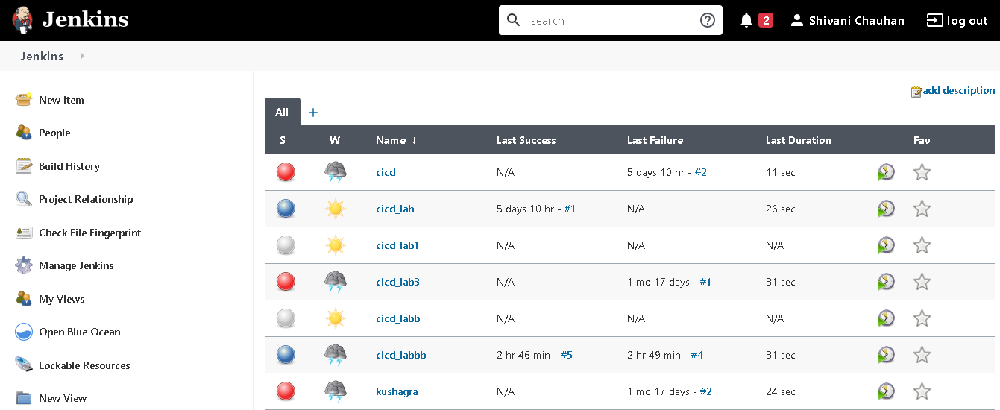 Jenkins
search
2
Shivani Chauhan
log out
Jenkins
New Item
People
Build History
Project Relationship
Check File Fingerprint
Manage Jenkins
My Views
Open Blue Ocean
Lockable Resources
New View
add description
All +
S W Name ↓ Last Success Last Failure Last Duration Fav
cicd N/A 5 days 10 hr - #2 11 sec
cicd_lab 5 days 10 hr - #1 N/A 26 sec
cicd_lab1 N/A N/A N/A
cicd_lab3 N/A 1 mo 17 days - #1 31 sec
cicd_labb N/A N/A N/A
cicd_labbb 2 hr 46 min - #5 2 hr 49 min - #4 31 sec
kushagra N/A 1 mo 17 days - #2 24 sec